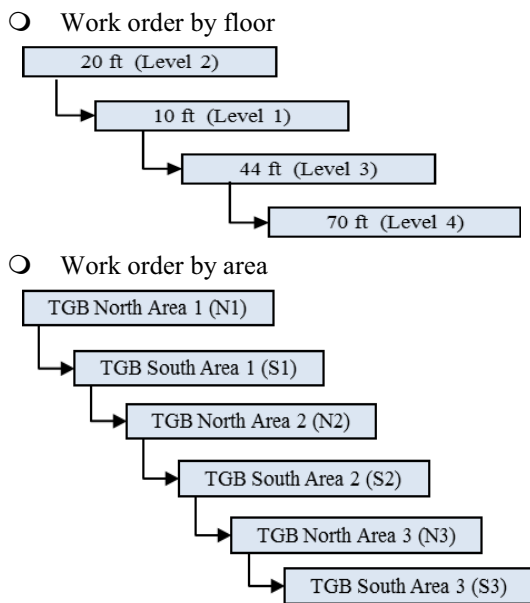 ❍ Work order by floor
20 ft (Level 2)
10 ft (Level 1)
44 ft (Level 3)
70 ft (Level 4)
❍ Work order by area
TGB North Area 1 (N1)
TGB South Area 1 (S1)
TGB North Area 2 (N2)
TGB South Area 2 (S2)
TGB North Area 3 (N3)
TGB South Area 3 (S3)